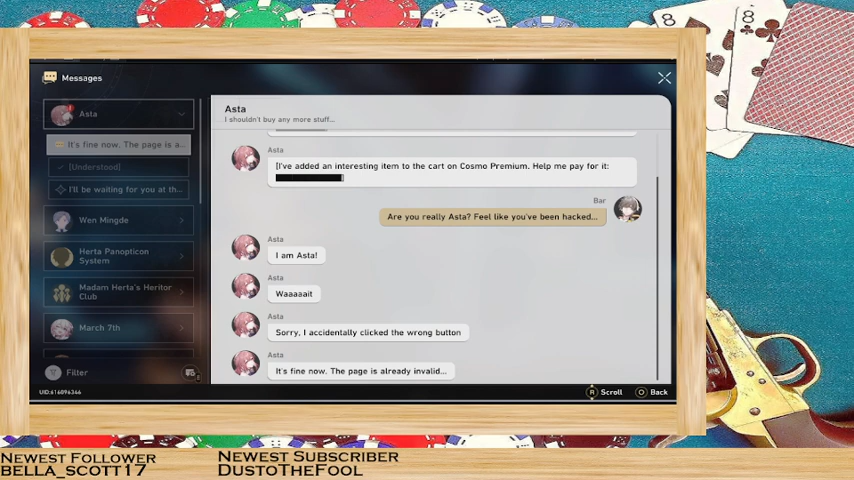 Messages
Asta
It's fine now. The page is a...
[Understood]
I'll be waiting for you at th...
Wen Mingde
Herta Panopticon
System
Madam Herta's Heritor
Club
March 7th
Filter
UID:616896346
Asta
I shouldn't buy any more stuff...
Asta
[I've added an interesting item to the cart on Cosmo Premium. Help me pay for it:
]
Bar
Are you really Asta? Feel like you've been hacked...
Asta
I am Asta!
Asta
Waaaaait
Asta
Sorry, I accidentally clicked the wrong button
Asta
It's fine now. The page is already invalid...
R Scroll
O Back
8
8
Newest Follower
bella_scott17
Newest Subscriber
DustoTheFool